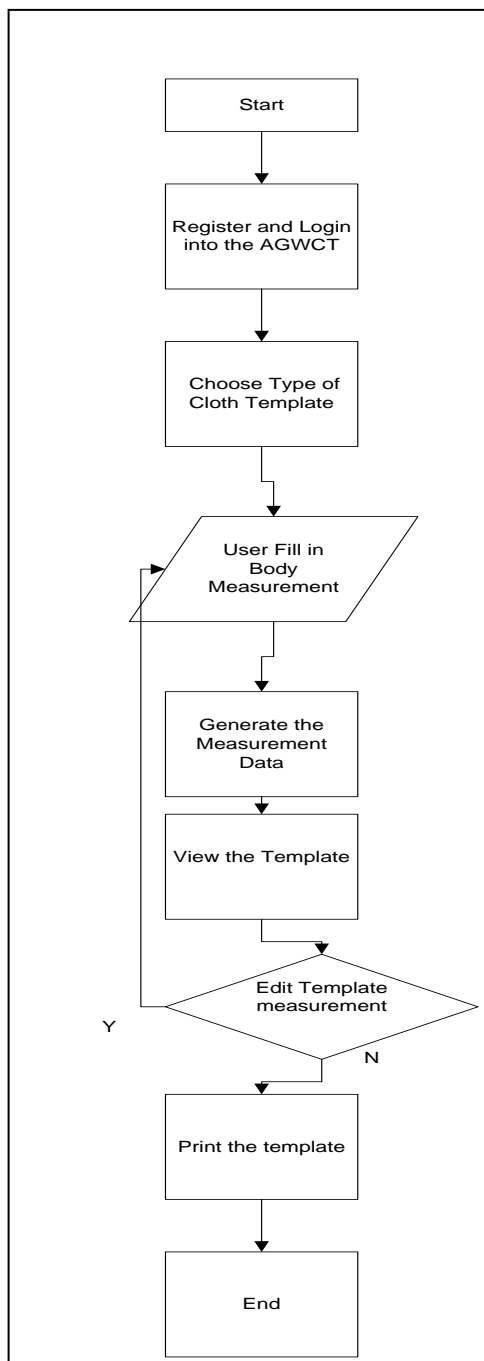 Start
Register and Login
into the AGWCT
Choose Type of
Cloth Template
User Fill in
Body
Measurement
Generate the
Measurement
Data
View the Template
Edit Template
measurement
Y
N
Print the template
End